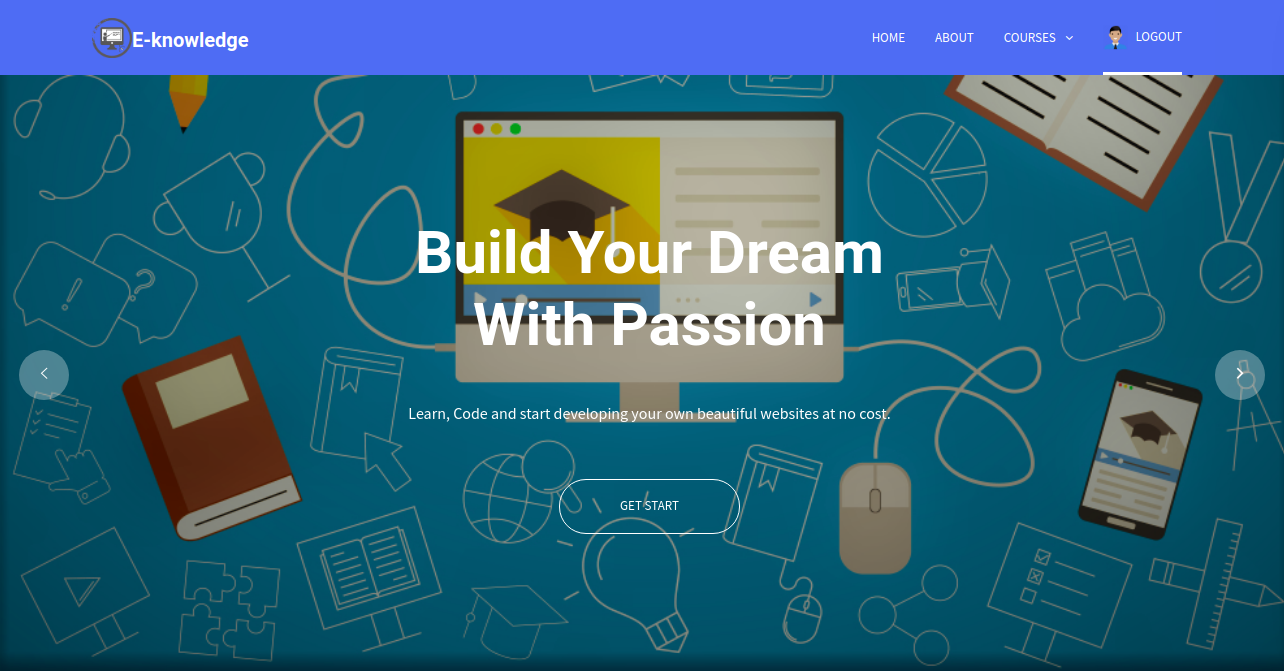 E-knowledge
HOME ABOUT COURSES LOGOUT
Build Your Dream
With Passion
Learn, Code and start developing your own beautiful websites at no cost.
GET START